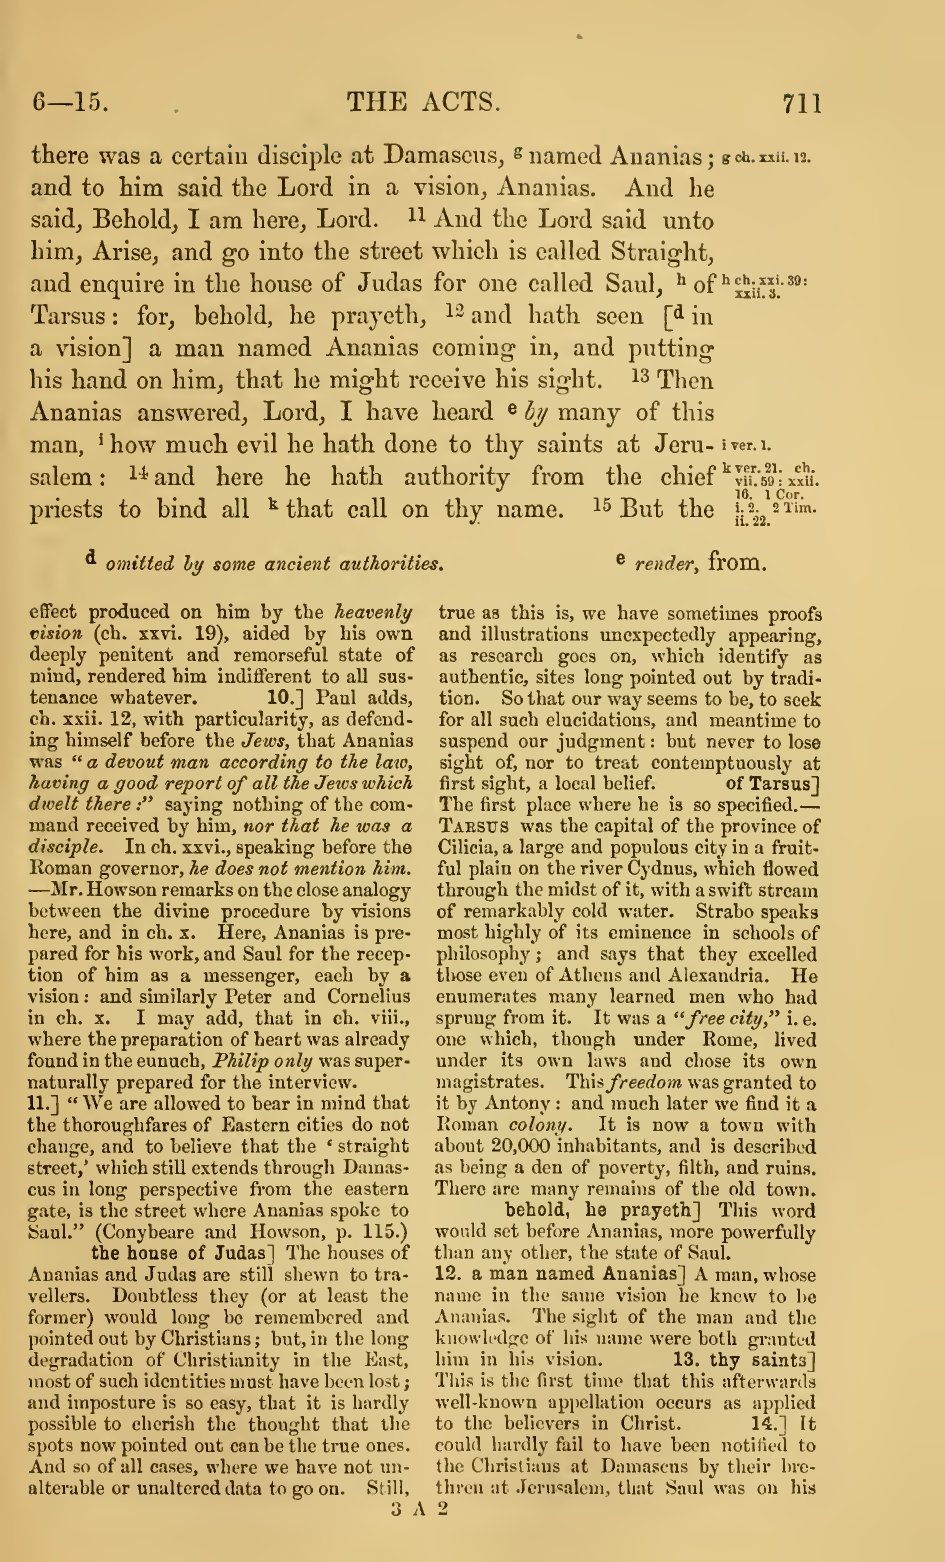 6—15. THE ACTS. 711
there was a certain disciple at Damascus, g named Ananias; g ch. xxii. 12.
and to him said the Lord in a vision, Ananias. And he
said, Behold, I am here, Lord. 11 And the Lord said unto
him, Arise, and go into the street which is called Straight,
and enquire in the house of Judas for one called Saul, h of h ch. xxi. 39:
xxii. 3.
Tarsus: for, behold, he prayeth, 12 and hath seen [d in
a vision] a man named Ananias coming in, and putting
his hand on him, that he might receive his sight. 13 Then
Ananias answered, Lord, I have heard e by many of this
man, i how much evil he hath done to thy saints at Jeru- i ver. 1.
salem: 14 and here he hath authority from the chief k ver. 21. ch.
vii. 59: xxii.
priests to bind all k that call on thy name. 15 But the 16. 1 Cor.
i. 2. 2 Tim.
ii. 22.
d omitted by some ancient authorities. e render, from.
effect produced on him by the heavenly
vision (ch. xxvi. 19), aided by his own
deeply penitent and remorseful state of
mind, rendered him indifferent to all sus-
tenance whatever. 10.] Paul adds,
ch. xxii. 12, with particularity, as defend-
ing himself before the Jews, that Ananias
was "a devout man according to the law,
having a good report of all the Jews which
dwelt there:" saying nothing of the com-
mand received by him, nor that he was a
disciple. In ch. xxvi., speaking before the
Roman governor, he does not mention him.
—Mr. Howson remarks on the close analogy
between the divine procedure by visions
here, and in ch. x. Here, Ananias is pre-
pared for his work, and Saul for the recep-
tion of him as a messenger, each by a
vision: and similarly Peter and Cornelius
in ch. x. I may add, that in ch. viii.,
where the preparation of heart was already
found in the eunuch, Philip only was super-
naturally prepared for the interview.
11.] "We are allowed to bear in mind that
the thoroughfares of Eastern cities do not
change, and to believe that the 'straight
street,' which still extends through Damas-
cus in long perspective from the eastern
gate, is the street where Ananias spoke to
Saul." (Conybeare and Howson, p. 115.)
the house of Judas] The houses of
Ananias and Judas are still shewn to tra-
vellers. Doubtless they (or at least the
former) would long be remembered and
pointed out by Christians; but, in the long
degradation of Christianity in the East,
most of such identities must have been lost;
and imposture is so easy, that it is hardly
possible to cherish the thought that the
spots now pointed out can be the true ones.
And so of all cases, where we have not un-
alterable or unaltered data to go on. Still,
true as this is, we have sometimes proofs
and illustrations unexpectedly appearing,
as research goes on, which identify as
authentic, sites long pointed out by tradi-
tion. So that our way seems to be, to seek
for all such elucidations, and meantime to
suspend our judgment: but never to lose
sight of, nor to treat contemptuously at
first sight, a local belief. of Tarsus]
The first place where he is so specified.—
TARSUS was the capital of the province of
Cilicia, a large and populous city in a fruit-
ful plain on the river Cydnus, which flowed
through the midst of it, with a swift stream
of remarkably cold water. Strabo speaks
most highly of its eminence in schools of
philosophy; and says that they excelled
those even of Athens and Alexandria. He
enumerates many learned men who had
sprung from it. It was a "free city," i. e.
one which, though under Rome, lived
under its own laws and chose its own
magistrates. This freedom was granted to
it by Antony: and much later we find it a
Roman colony. It is now a town with
about 20,000 inhabitants, and is described
as being a den of poverty, filth, and ruins.
There are many remains of the old town.
behold, he prayeth] This word
would set before Ananias, more powerfully
than any other, the state of Saul.
12. a man named Ananias] A man, whose
name in the same vision he knew to be
Ananias. The sight of the man and the
knowledge of his name were both granted
him in his vision. 13. thy saints]
This is the first time that this afterwards
well-known appellation occurs as applied
to the believers in Christ. 14.] It
could hardly fail to have been notified to
the Christians at Damascus by their bre-
thren at Jerusalem, that Saul was on his
3 A 2